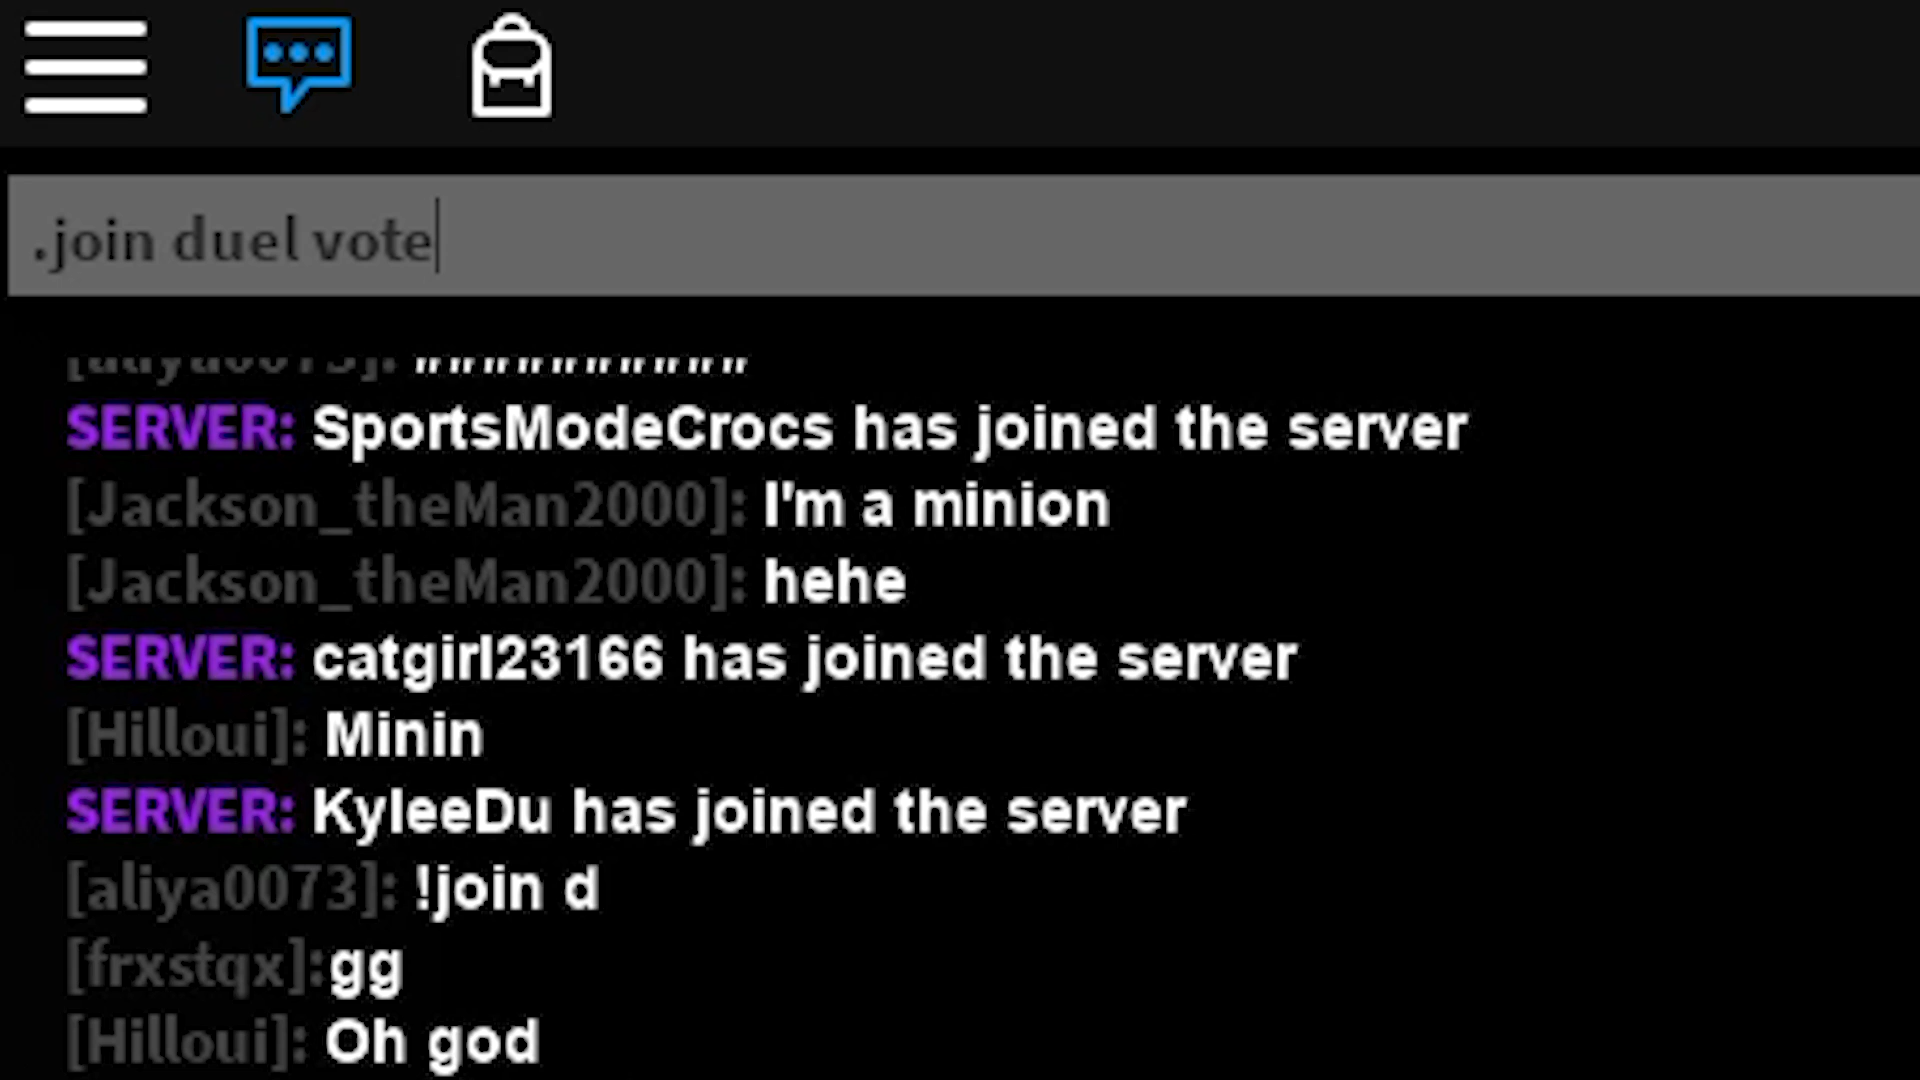 .join duel vote
[aliya0073]:
SERVER: SportsModeCrocs has joined the server
[Jackson_theMan2000]: I'm a minion
[Jackson_theMan2000]: hehe
SERVER: catgirl23166 has joined the server
[Hilloui]: Minin
SERVER: KyleeDu has joined the server
[aliya0073]: !join d
[frxstqx]:gg
[Hilloui]: Oh god